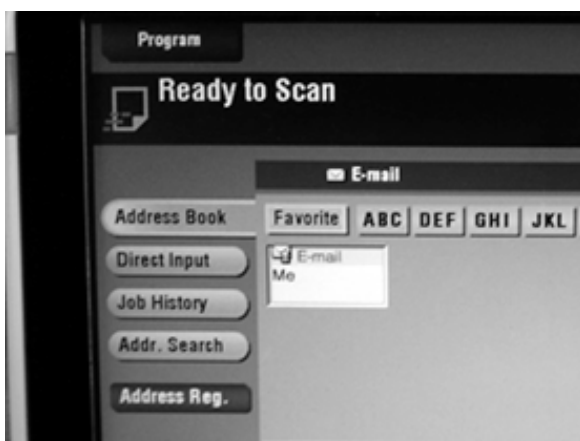 Program
Ready to Scan
E-mail
Address Book
Favorite ABC DEF GHI JKL
Direct Input
E-mail
Me
Job History
Addr. Search
Address Reg.